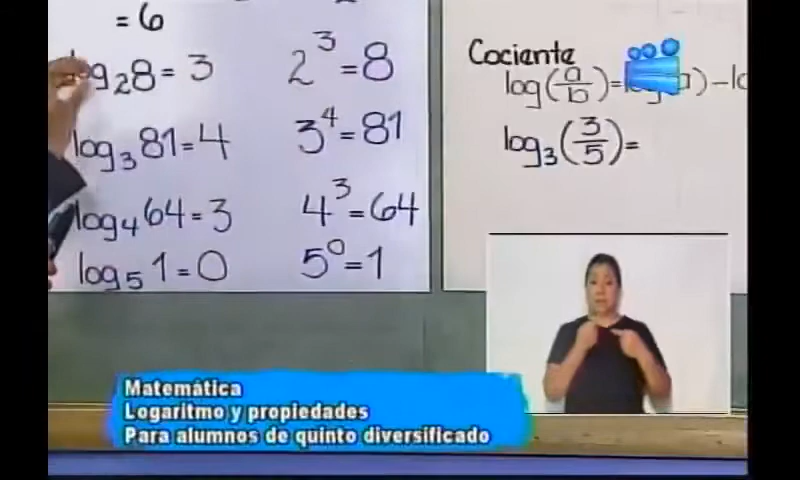 = 6
log₂8 = 3
2³ = 8
log₃81 = 4
3⁴ = 81
log₄64 = 3
4³ = 64
log₅1 = 0
5⁰ = 1
Cociente
log(a/b) =
log₃(3/5) =
Matemática
Logaritmo y propiedades
Para alumnos de quinto diversificado